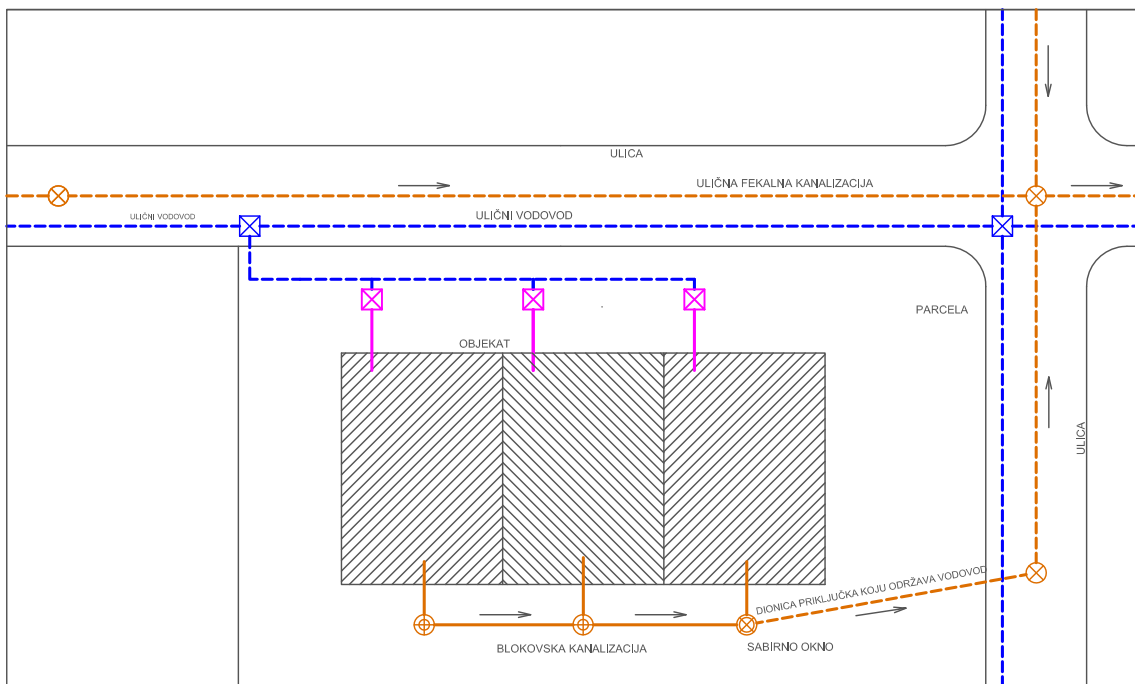 ULICA
ULIČNA FEKALNA KANALIZACIJA
ULIČNI VODOVOD
ULIČNI VODOVOD
PARCELA
OBJEKAT
ULICA
DIONICA PRIKLJUČKA KOJU ODRŽAVA VODOVOD
BLOKOVSKA KANALIZACIJA
SABIRNO OKNO